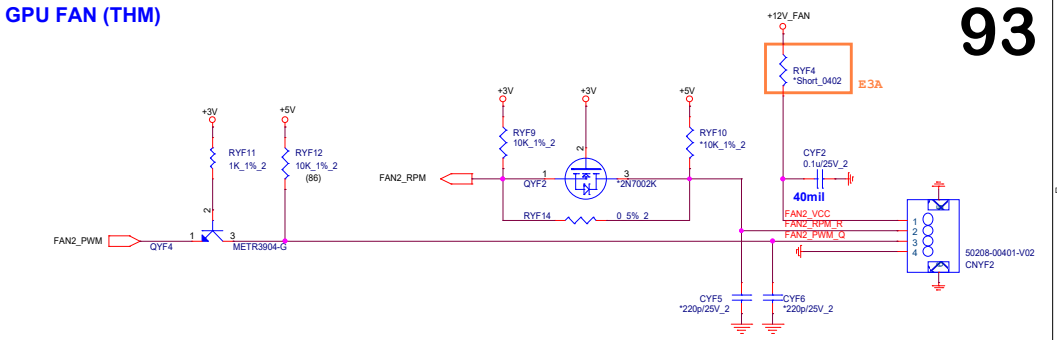 GPU FAN (THM)
93
+12V_FAN
RYF4
*Short_0402
E3A
+3V
+5V
RYF11
1K_1%_2
RYF12
10K_1%_2
(86)
2
FAN2_PWM
1
3
QYF4
METR3904-G
+3V
+3V
+5V
RYF9
10K_1%_2
2
RYF10
*10K_1%_2
FAN2_RPM
1
3
QYF2
*2N7002K
RYF14
0_5%_2
CYF2
0.1u/25V_2
40mil
FAN2_VCC
FAN2_RPM_R
FAN2_PWM_Q
1
2
3
4
50208-00401-V02
CNYF2
CYF5
*220p/25V_2
CYF6
*220p/25V_2